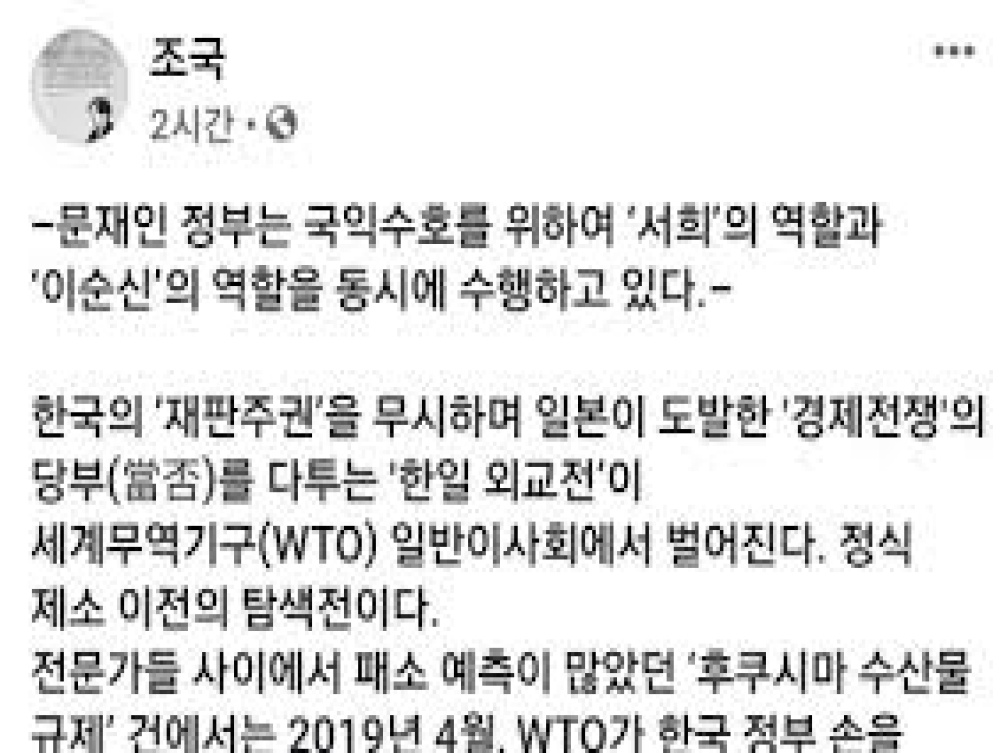 조국
2시간 ·
-문재인 정부는 국익수호를 위하여 '서희'의 역할과
'이순신'의 역할을 동시에 수행하고 있다.-
한국의 '재판주권'을 무시하며 일본이 도발한 '경제전쟁'의
당부(當否)를 다투는 '한일 외교전'이
세계무역기구(WTO) 일반이사회에서 벌어진다. 정식
제소 이전의 탐색전이다.
전문가들 사이에서 패소 예측이 많았던 '후쿠시마 수산물
규제' 건에서는 2019년 4월, WTO가 한국 정부 손을